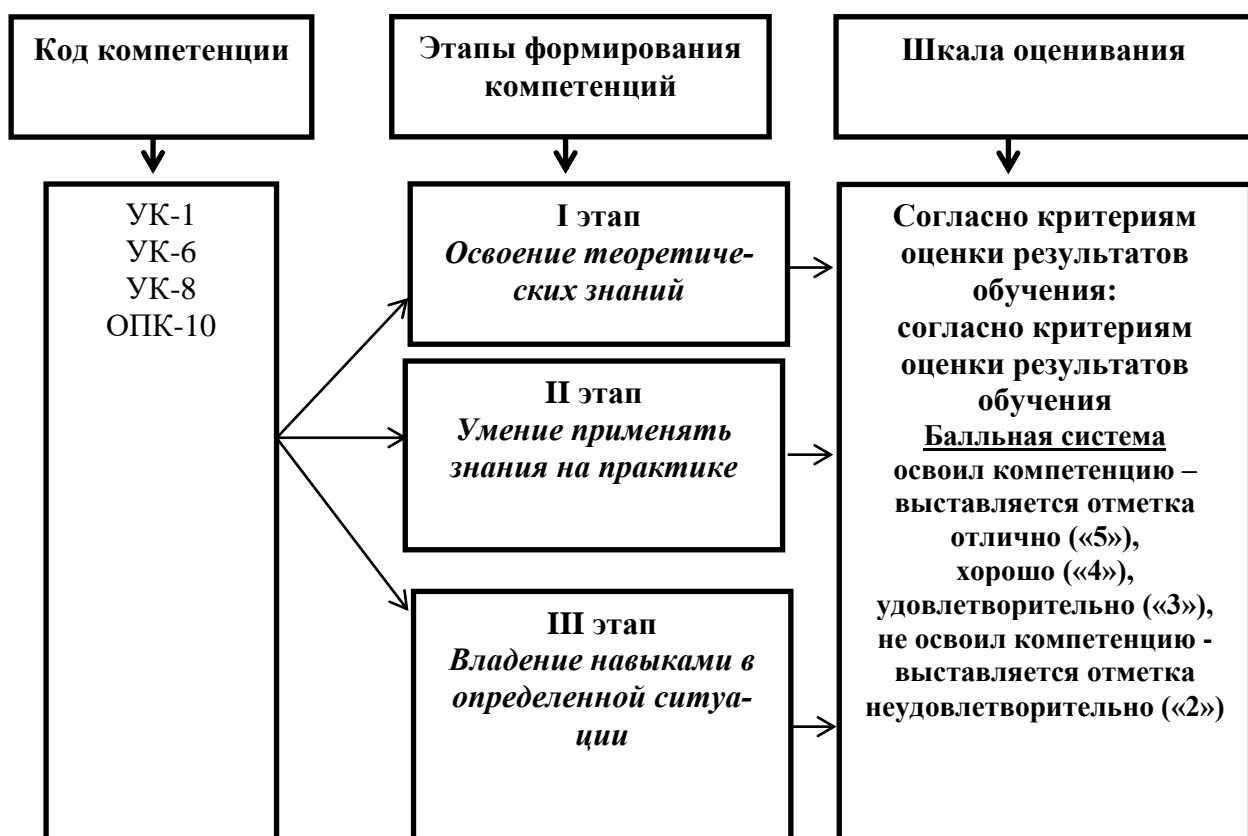 Код компетенции
Этапы формирования
компетенций
Шкала оценивания
УК-1
УК-6
УК-8
ОПК-10
I этап
Освоение теоретиче-
ских знаний
II этап
Умение применять
знания на практике
III этап
Владение навыками в
определенной ситуа-
ции
Согласно критериям
оценки результатов
обучения:
согласно критериям
оценки результатов
обучения
Балльная система
освоил компетенцию –
выставляется отметка
отлично («5»),
хорошо («4»),
удовлетворительно («3»),
не освоил компетенцию -
выставляется отметка
неудовлетворительно («2»)